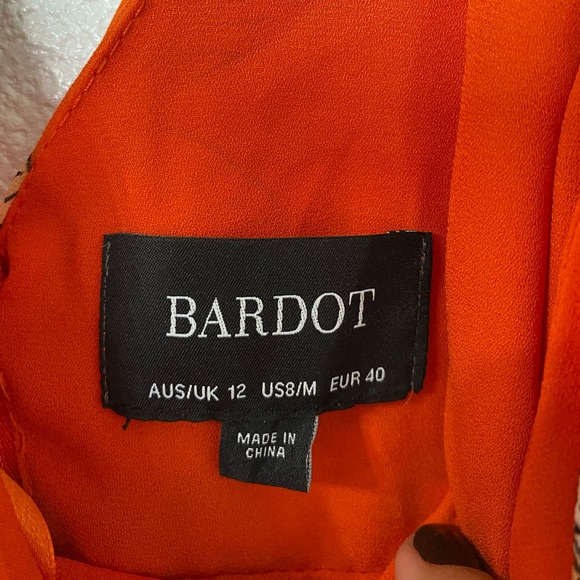 BARDOT
AUS/UK 12 US8/M EUR 40
MADE IN
CHINA